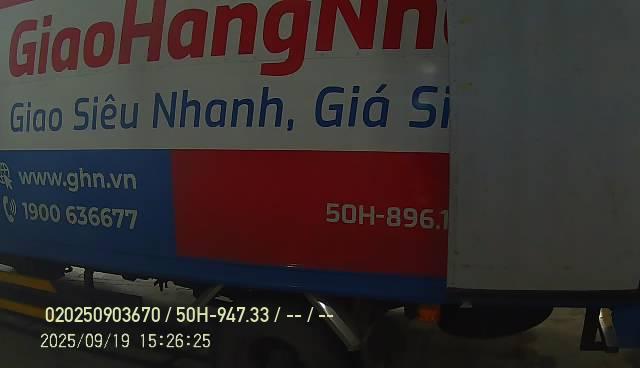 GiaoHangNh
Giao Siêu Nhanh, Giá Si
www.ghn.vn
1900 636677
50H-896.1
020250903670 / 50H-947.33 / -- / --
2025/09/19 15:26:25